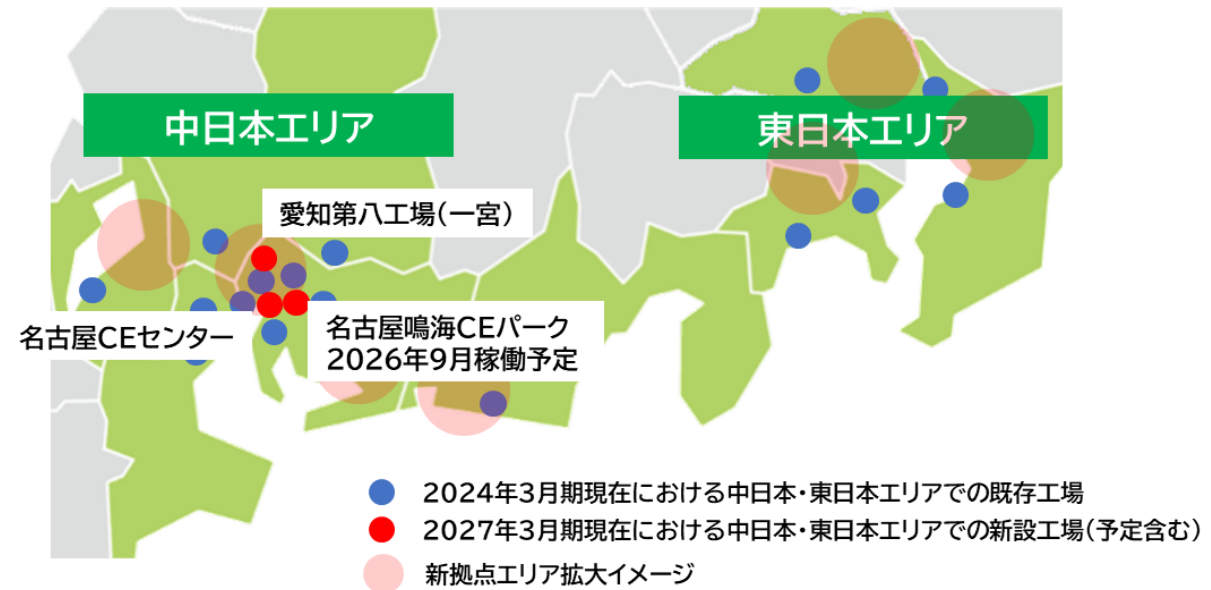 中日本エリア
東日本エリア
愛知第八工場(一宮)
名古屋CEセンター
名古屋鳴海CEパーク
2026年9月稼働予定
2024年3月期現在における中日本・東日本エリアでの既存工場
2027年3月期現在における中日本・東日本エリアでの新設工場(予定含む)
新拠点エリア拡大イメージ